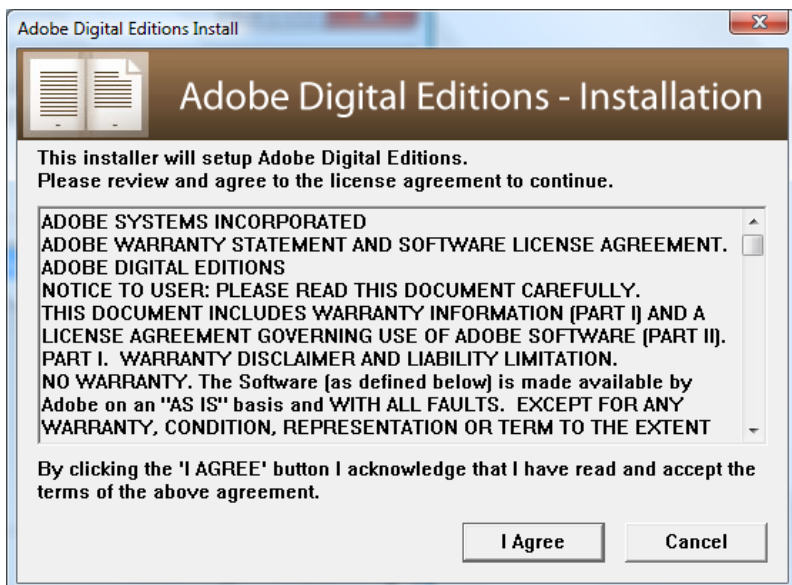 Adobe Digital Editions Install
Adobe Digital Editions - Installation
This installer will setup Adobe Digital Editions.
Please review and agree to the license agreement to continue.
ADOBE SYSTEMS INCORPORATED
ADOBE WARRANTY STATEMENT AND SOFTWARE LICENSE AGREEMENT.
ADOBE DIGITAL EDITIONS
NOTICE TO USER: PLEASE READ THIS DOCUMENT CAREFULLY.
THIS DOCUMENT INCLUDES WARRANTY INFORMATION (PART I) AND A
LICENSE AGREEMENT GOVERNING USE OF ADOBE SOFTWARE (PART II).
PART I.  WARRANTY DISCLAIMER AND LIABILITY LIMITATION.
NO WARRANTY. The Software (as defined below) is made available by
Adobe on an "AS IS" basis and WITH ALL FAULTS.  EXCEPT FOR ANY
WARRANTY, CONDITION, REPRESENTATION OR TERM TO THE EXTENT
By clicking the 'I AGREE' button I acknowledge that I have read and accept the
terms of the above agreement.
I Agree
Cancel